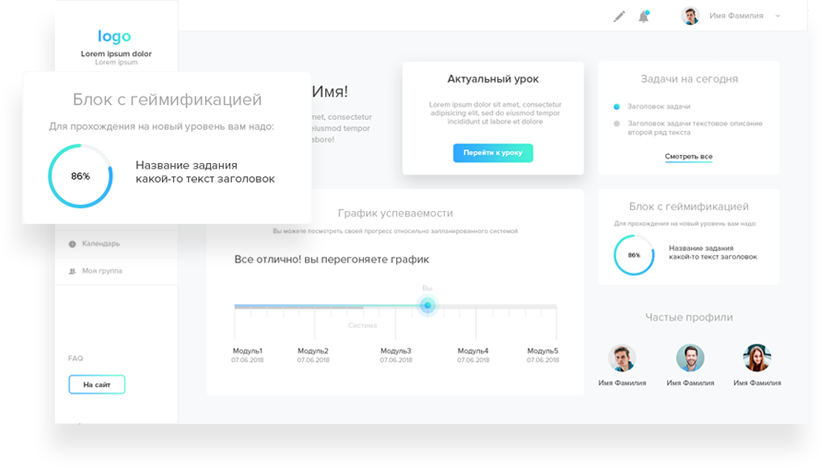 logo
Lorem ipsum dolor
Lorem ipsum
Имя Фамилия
Блок с геймификацией
Для прохождения на новый уровень вам надо:
86%
Название задания
какой-то текст заголовок
Имя!
met, consectetur
eiusmod tempor
labore!
Актуальный урок
Lorem ipsum dolor sit amet, consectetur
adipisicing elit, sed do eiusmod tempor
incididunt ut labore et dolore
Перейти к уроку
Задачи на сегодня
Заголовок задачи
Заголовок задачи текстовое описание
второй ряд текста
Смотреть все
Календарь
Моя группа
FAQ
На сайт
График успеваемости
Вы можете посмотреть своей прогресс относильно запланированного системой
Все отлично! вы перегоняете график
Вы
Система
Модуль1
07.06.2018
Модуль2
07.06.2018
Модуль3
07.06.2018
Модуль4
07.06.2018
Модуль5
07.06.2018
Блок с геймификацией
Для прохождения на новый уровень вам надо:
86%
Название задания
какой-то текст заголовок
Частые профили
Имя Фамилия
Имя Фамилия
Имя Фамилия